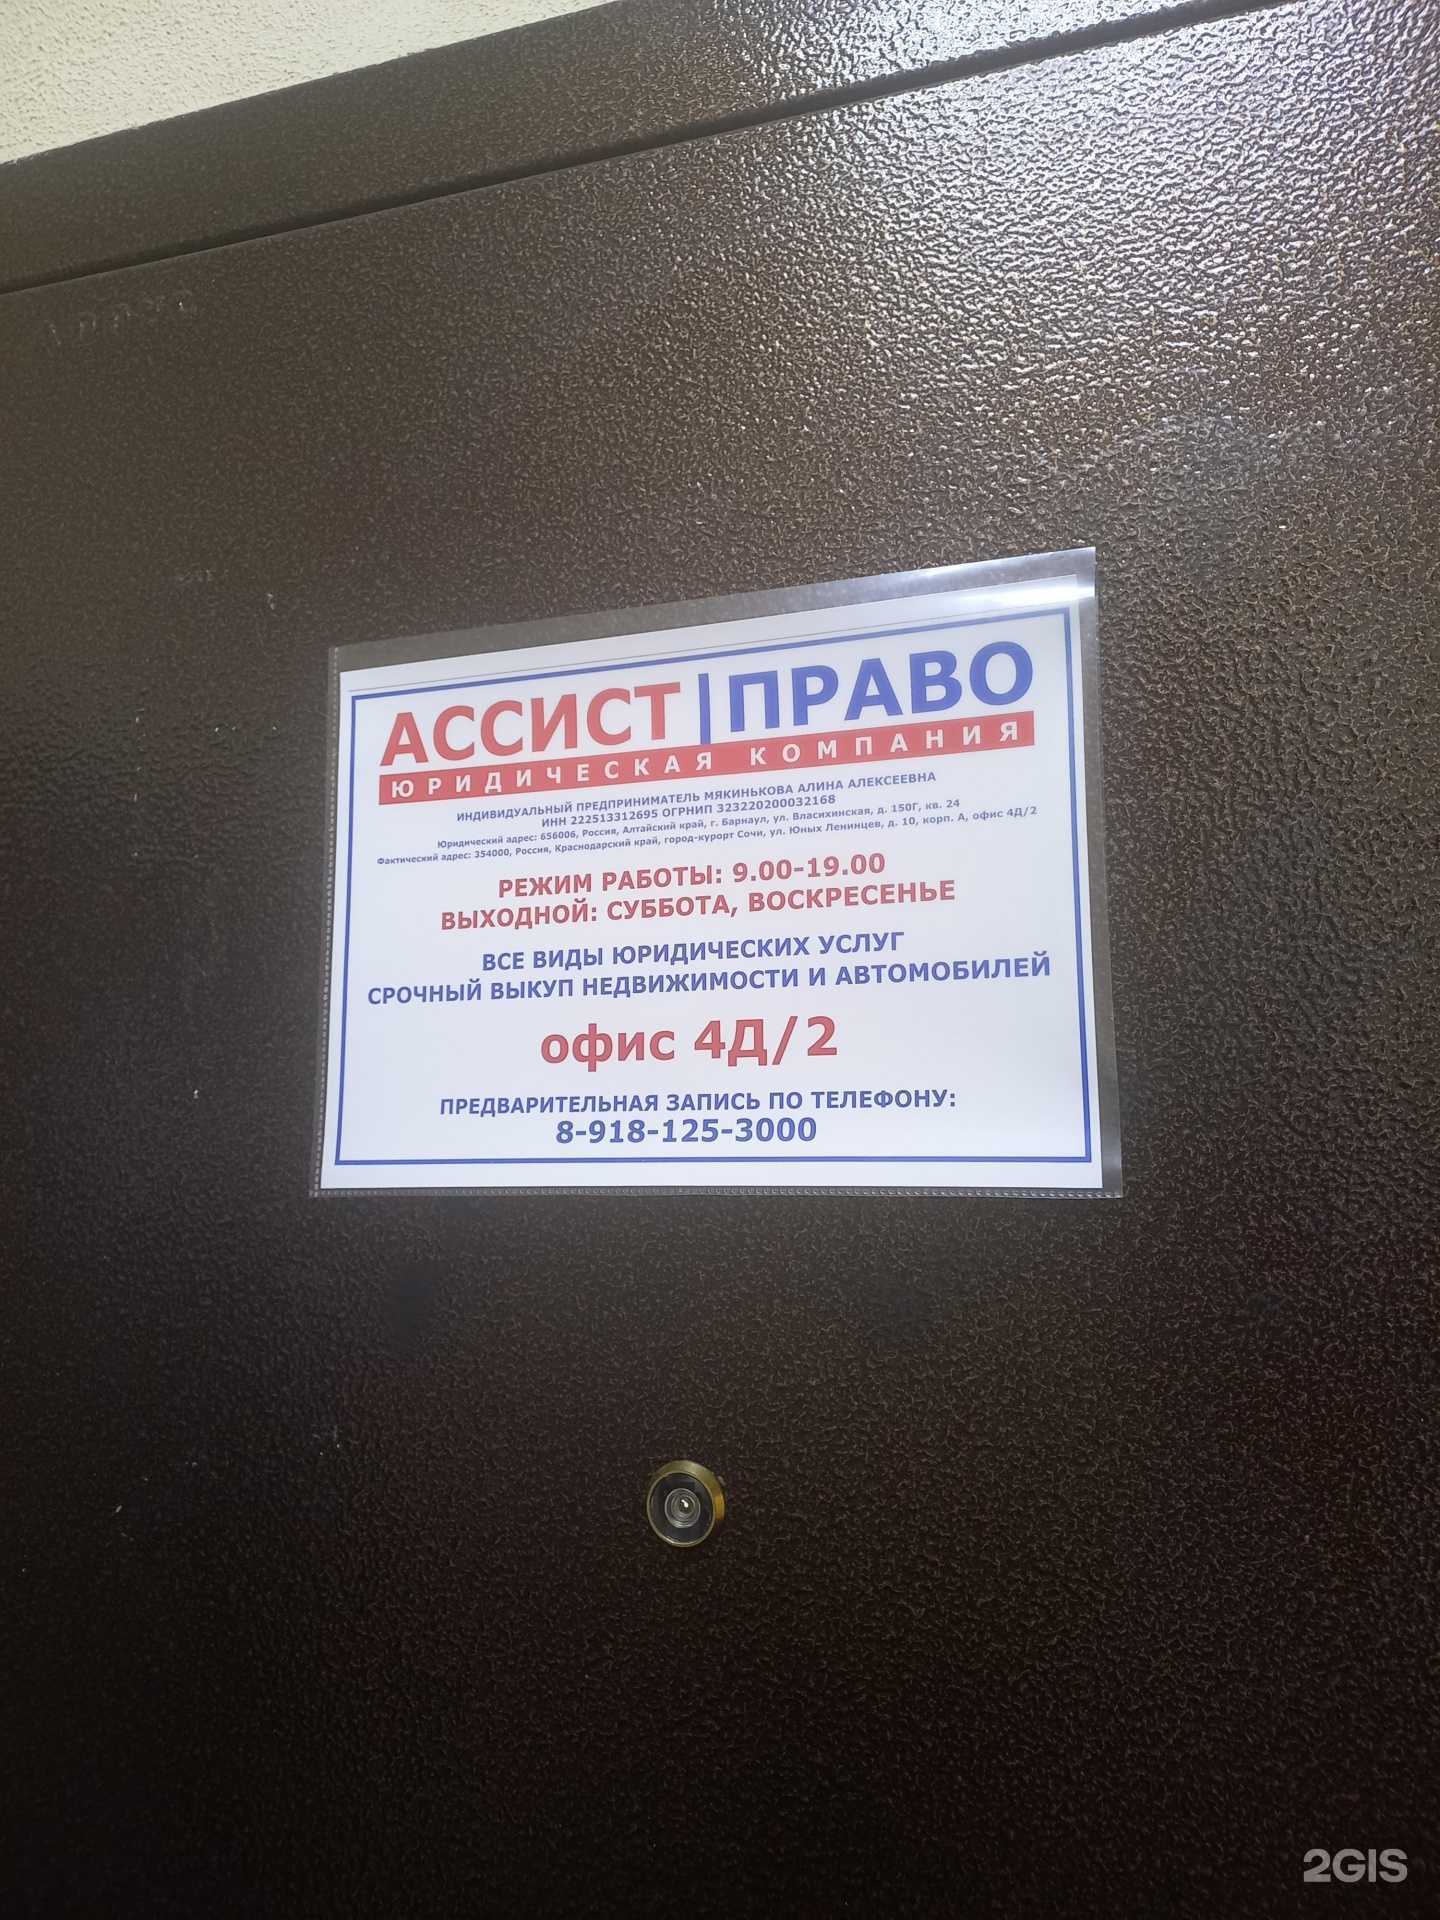 АССИСТ|ПРАВО
ЮРИДИЧЕСКАЯ КОМПАНИЯ
ИНДИВИДУАЛЬНЫЙ ПРЕДПРИНИМАТЕЛЬ МЯКИНЬКОВА АЛИНА АЛЕКСЕЕВНА
ИНН 222513312695 ОГРНИП 323220200032168
Юридический адрес: 656006, Россия, Алтайский край, г. Барнаул, ул. Власихинская, д. 150Г, кв. 24
Фактический адрес: 354000, Россия, Краснодарский край, город-курорт Сочи, ул. Юных Ленинцев, д. 10, корп. А, офис 4Д/2
РЕЖИМ РАБОТЫ: 9.00-19.00
ВЫХОДНОЙ: СУББОТА, ВОСКРЕСЕНЬЕ
ВСЕ ВИДЫ ЮРИДИЧЕСКИХ УСЛУГ
СРОЧНЫЙ ВЫКУП НЕДВИЖИМОСТИ И АВТОМОБИЛЕЙ
офис 4Д/2
ПРЕДВАРИТЕЛЬНАЯ ЗАПИСЬ ПО ТЕЛЕФОНУ:
8-918-125-3000
2GIS